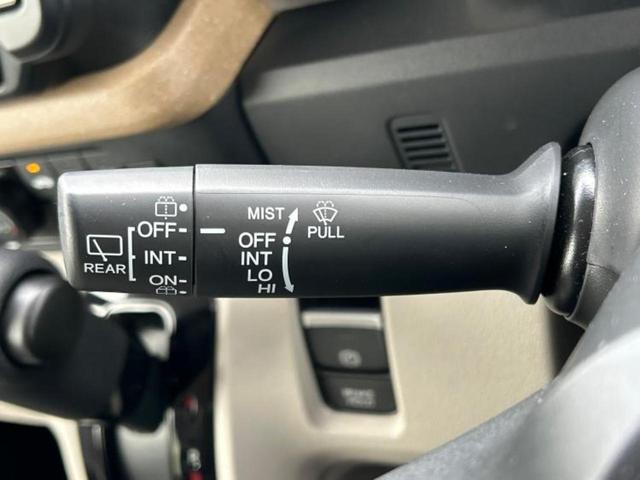 REAR
OFF
INT
ON
MIST
OFF
INT
LO
HI
PULL